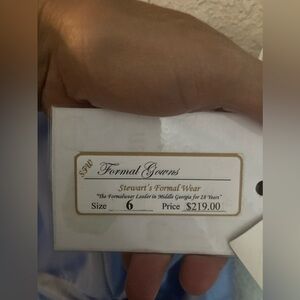 SFW
Formal Gowns
Stewart's Formal Wear
"The Formalwear Leader in Middle Georgia for 28 Years"
Size 6 Price $219.00